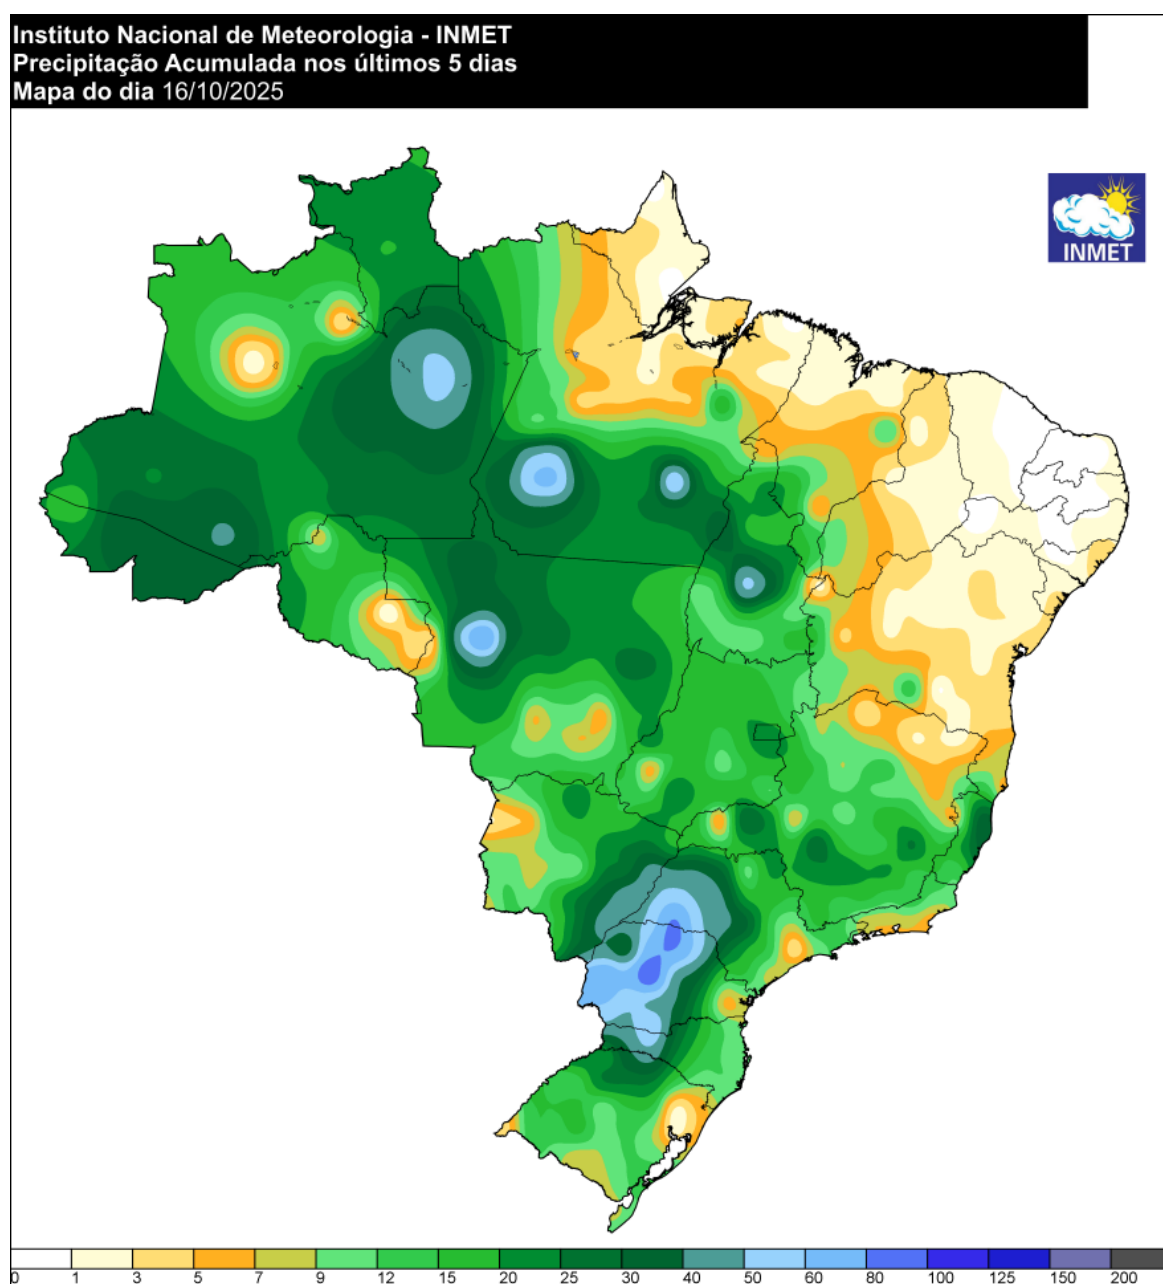 Instituto Nacional de Meteorologia - INMET
Precipitação Acumulada nos últimos 5 dias
Mapa do dia 16/10/2025
INMET
0 1 3 5 7 9 12 15 20 25 30 40 50 60 80 100 125 150 200